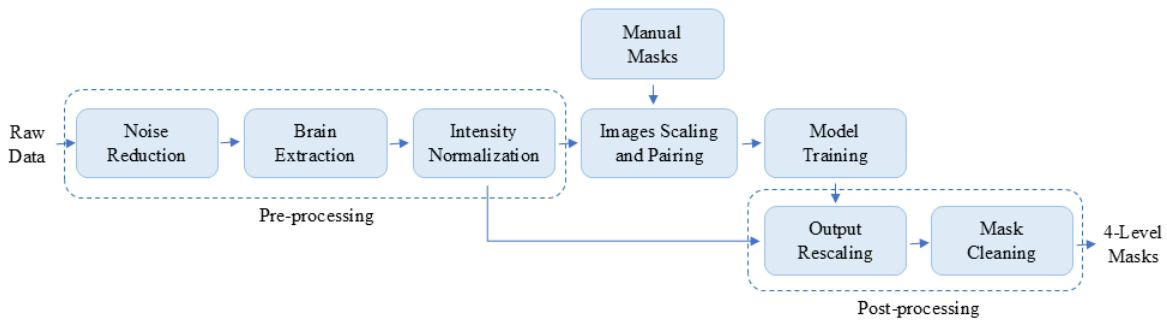 Manual
Masks
Raw
Data
Noise
Reduction
Brain
Extraction
Intensity
Normalization
Images Scaling
and Pairing
Model
Training
Pre-processing
Output
Rescaling
Mask
Cleaning
4-Level
Masks
Post-processing